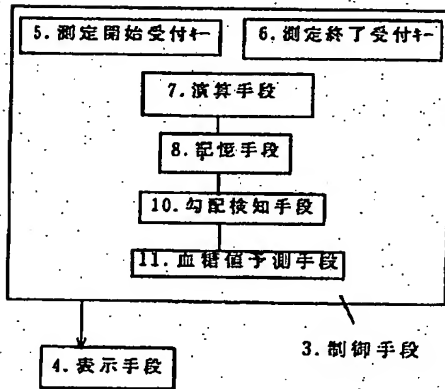 5. 測定開始受付キー
6. 測定終了受付キー
7. 演算手段
8. 記憶手段
10. 勾配検知手段
11. 血糖値予測手段
3. 制御手段
4. 表示手段